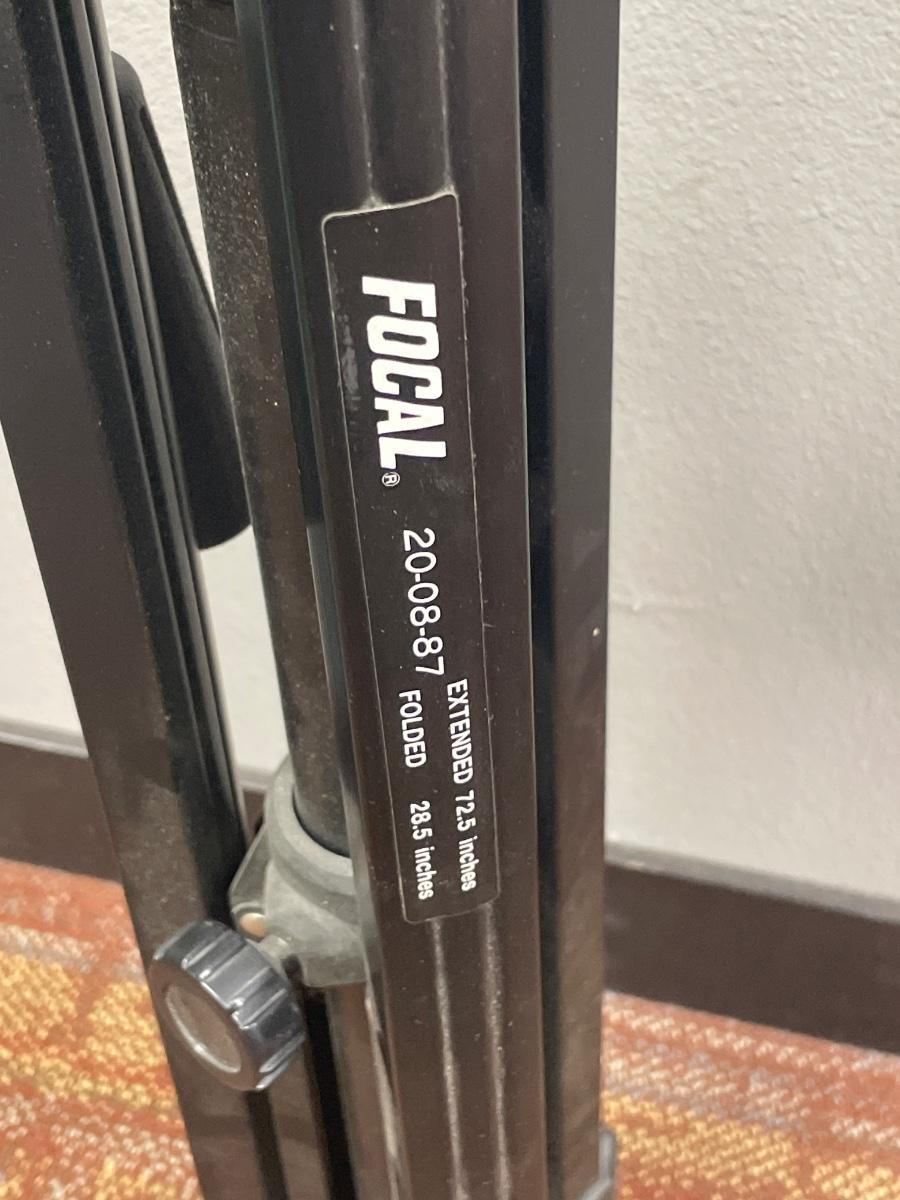 FOCAL® 20-08-87
EXTENDED 72.5 inches
FOLDED 28.5 inches